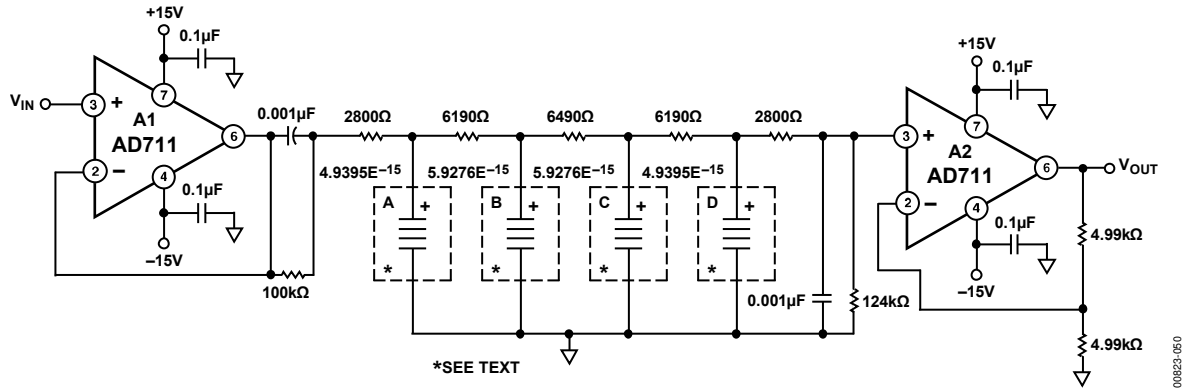 +15V
0.1µF
VIN
3
+
A1
AD711
7
6
2
–
4
0.1µF
–15V
0.001µF
100kΩ
2800Ω
6190Ω
6490Ω
6190Ω
2800Ω
4.9395E–15
5.9276E–15
5.9276E–15
4.9395E–15
A
+
*
B
+
*
C
+
*
D
+
*
0.001µF
124kΩ
*SEE TEXT
+15V
0.1µF
3
+
A2
AD711
7
6
VOUT
2
–
4
0.1µF
–15V
4.99kΩ
4.99kΩ
00823-050